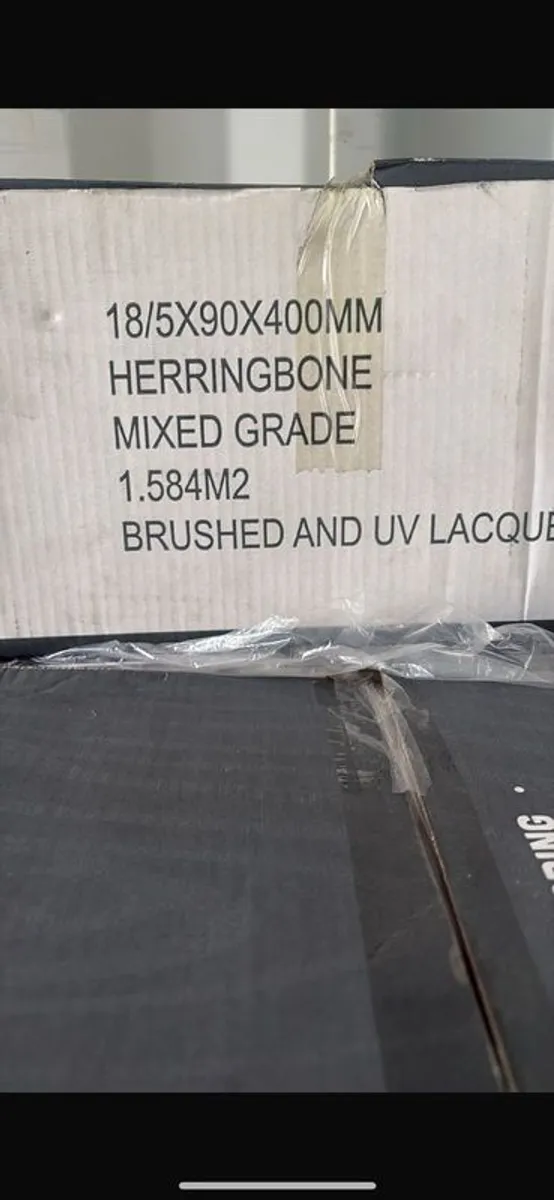 18/5X90X400MM
HERRINGBONE
MIXED GRADE
1.584M2
BRUSHED AND UV LACQUE